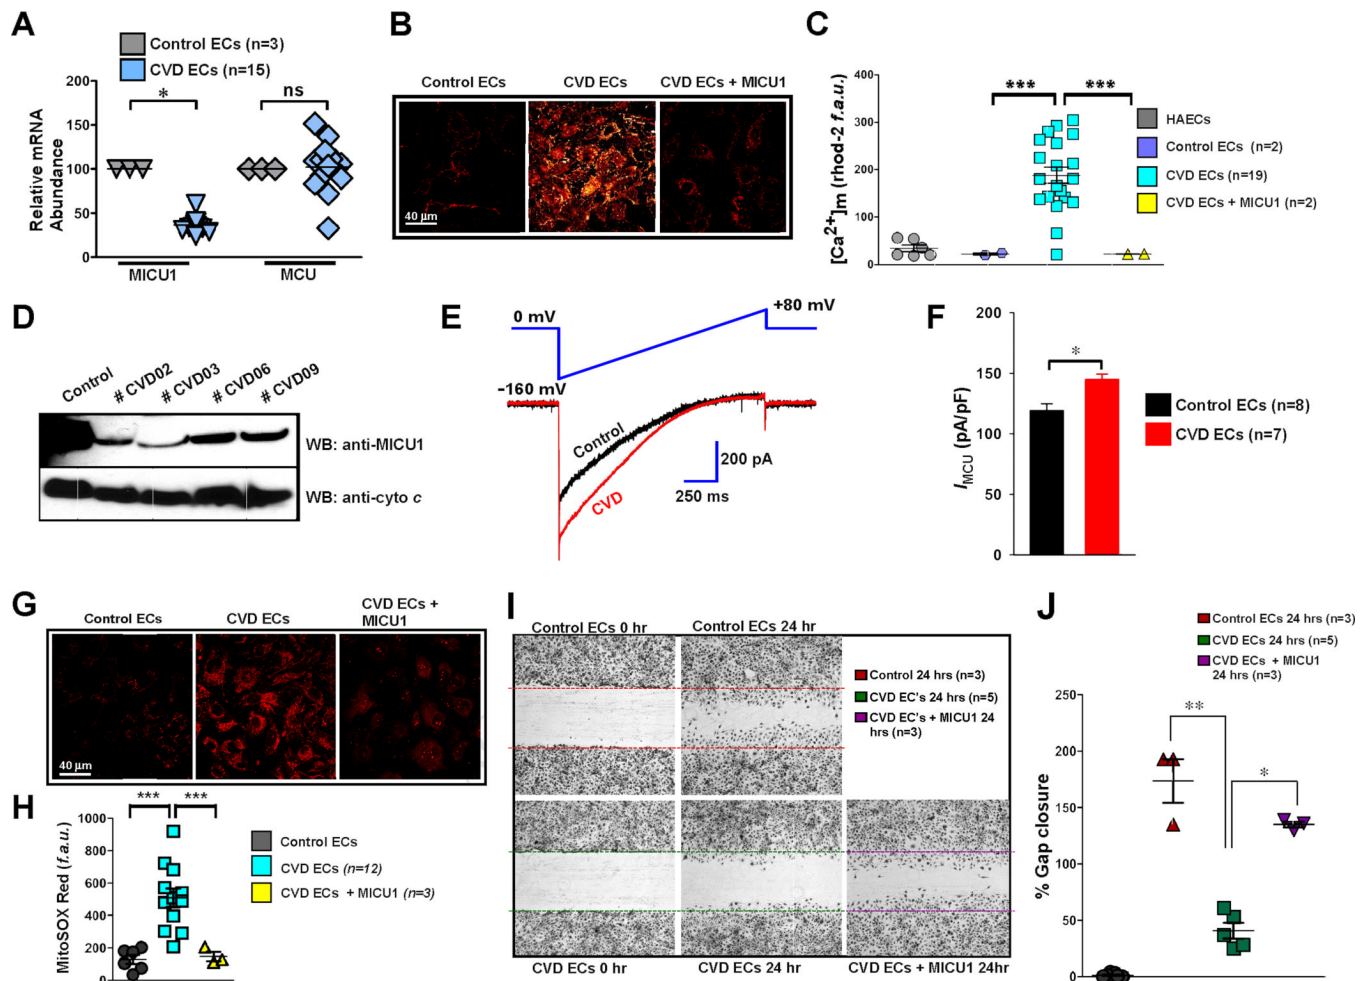 A
Control ECs (n=3)
CVD ECs (n=15)
Relative mRNA
Abundance
200
150
100
50
0
*
ns
MICU1
MCU
B
Control ECs
CVD ECs
CVD ECs + MICU1
40 µm
C
[Ca2+]m (rhod-2 f.a.u.)
400
300
200
100
0
***
***
HAECs
Control ECs (n=2)
CVD ECs (n=19)
CVD ECs + MICU1 (n=2)
D
Control
# CVD02
# CVD03
# CVD06
# CVD09
WB: anti-MICU1
WB: anti-cyto c
E
0 mV
+80 mV
-160 mV
Control
CVD
200 pA
250 ms
F
IMCU (pA/pF)
200
150
100
50
0
*
Control ECs (n=8)
CVD ECs (n=7)
G
Control ECs
CVD ECs
CVD ECs +
MICU1
40 µm
H
MitoSOX Red (f.a.u.)
1000
800
600
400
200
0
***
***
Control ECs
CVD ECs (n=12)
CVD ECs + MICU1 (n=3)
I
Control ECs 0 hr
Control ECs 24 hr
Control 24 hrs (n=3)
CVD EC's 24 hrs (n=5)
CVD EC's + MICU1 24
hrs (n=3)
CVD ECs 0 hr
CVD ECs 24 hr
CVD ECs + MICU1 24hr
J
Control ECs 24 hrs (n=3)
CVD ECs 24 hrs (n=5)
CVD ECs + MICU1
24 hrs (n=3)
% Gap closure
250
200
150
100
50
0
**
*